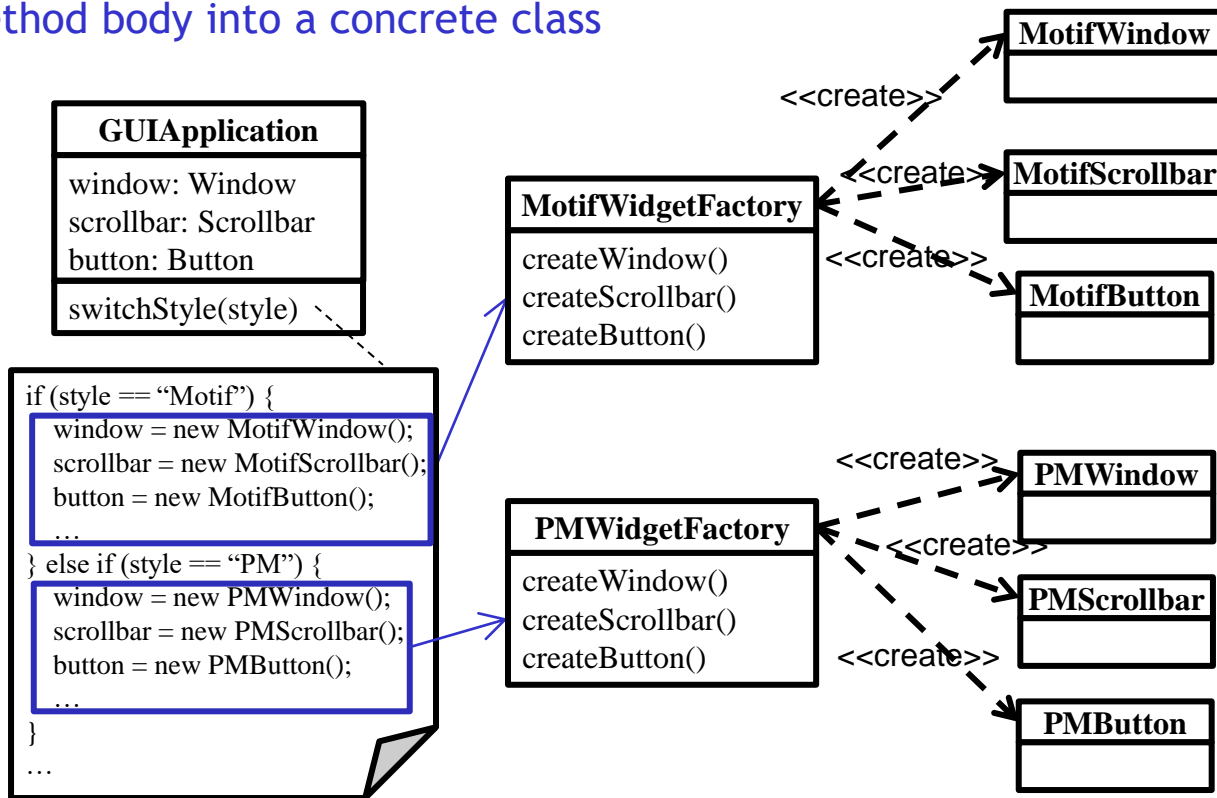 thod body into a concrete class
GUIApplication
window: Window
scrollbar: Scrollbar
button: Button
switchStyle(style)
if (style == “Motif”) {
window = new MotifWindow();
scrollbar = new MotifScrollbar();
button = new MotifButton();
…
} else if (style == “PM”) {
window = new PMWindow();
scrollbar = new PMScrollbar();
button = new PMButton();
…
}
…
MotifWidgetFactory
createWindow()
createScrollbar()
createButton()
<<create>>
<<create>>
<<create>>
MotifWindow
MotifScrollbar
MotifButton
PMWidgetFactory
createWindow()
createScrollbar()
createButton()
<<create>>
<<create>>
<<create>>
PMWindow
PMScrollbar
PMButton